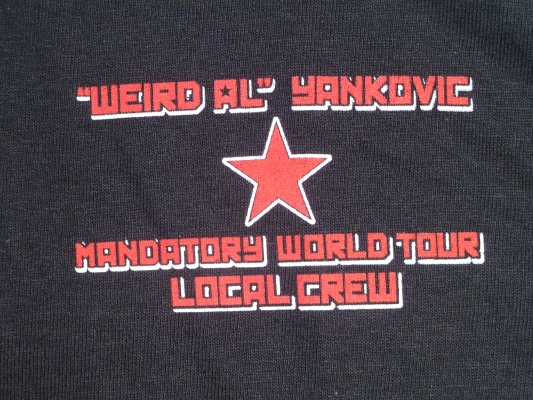 "WEIRD AL" YANKOVIC
MANDATORY WORLD TOUR
LOCAL CREW